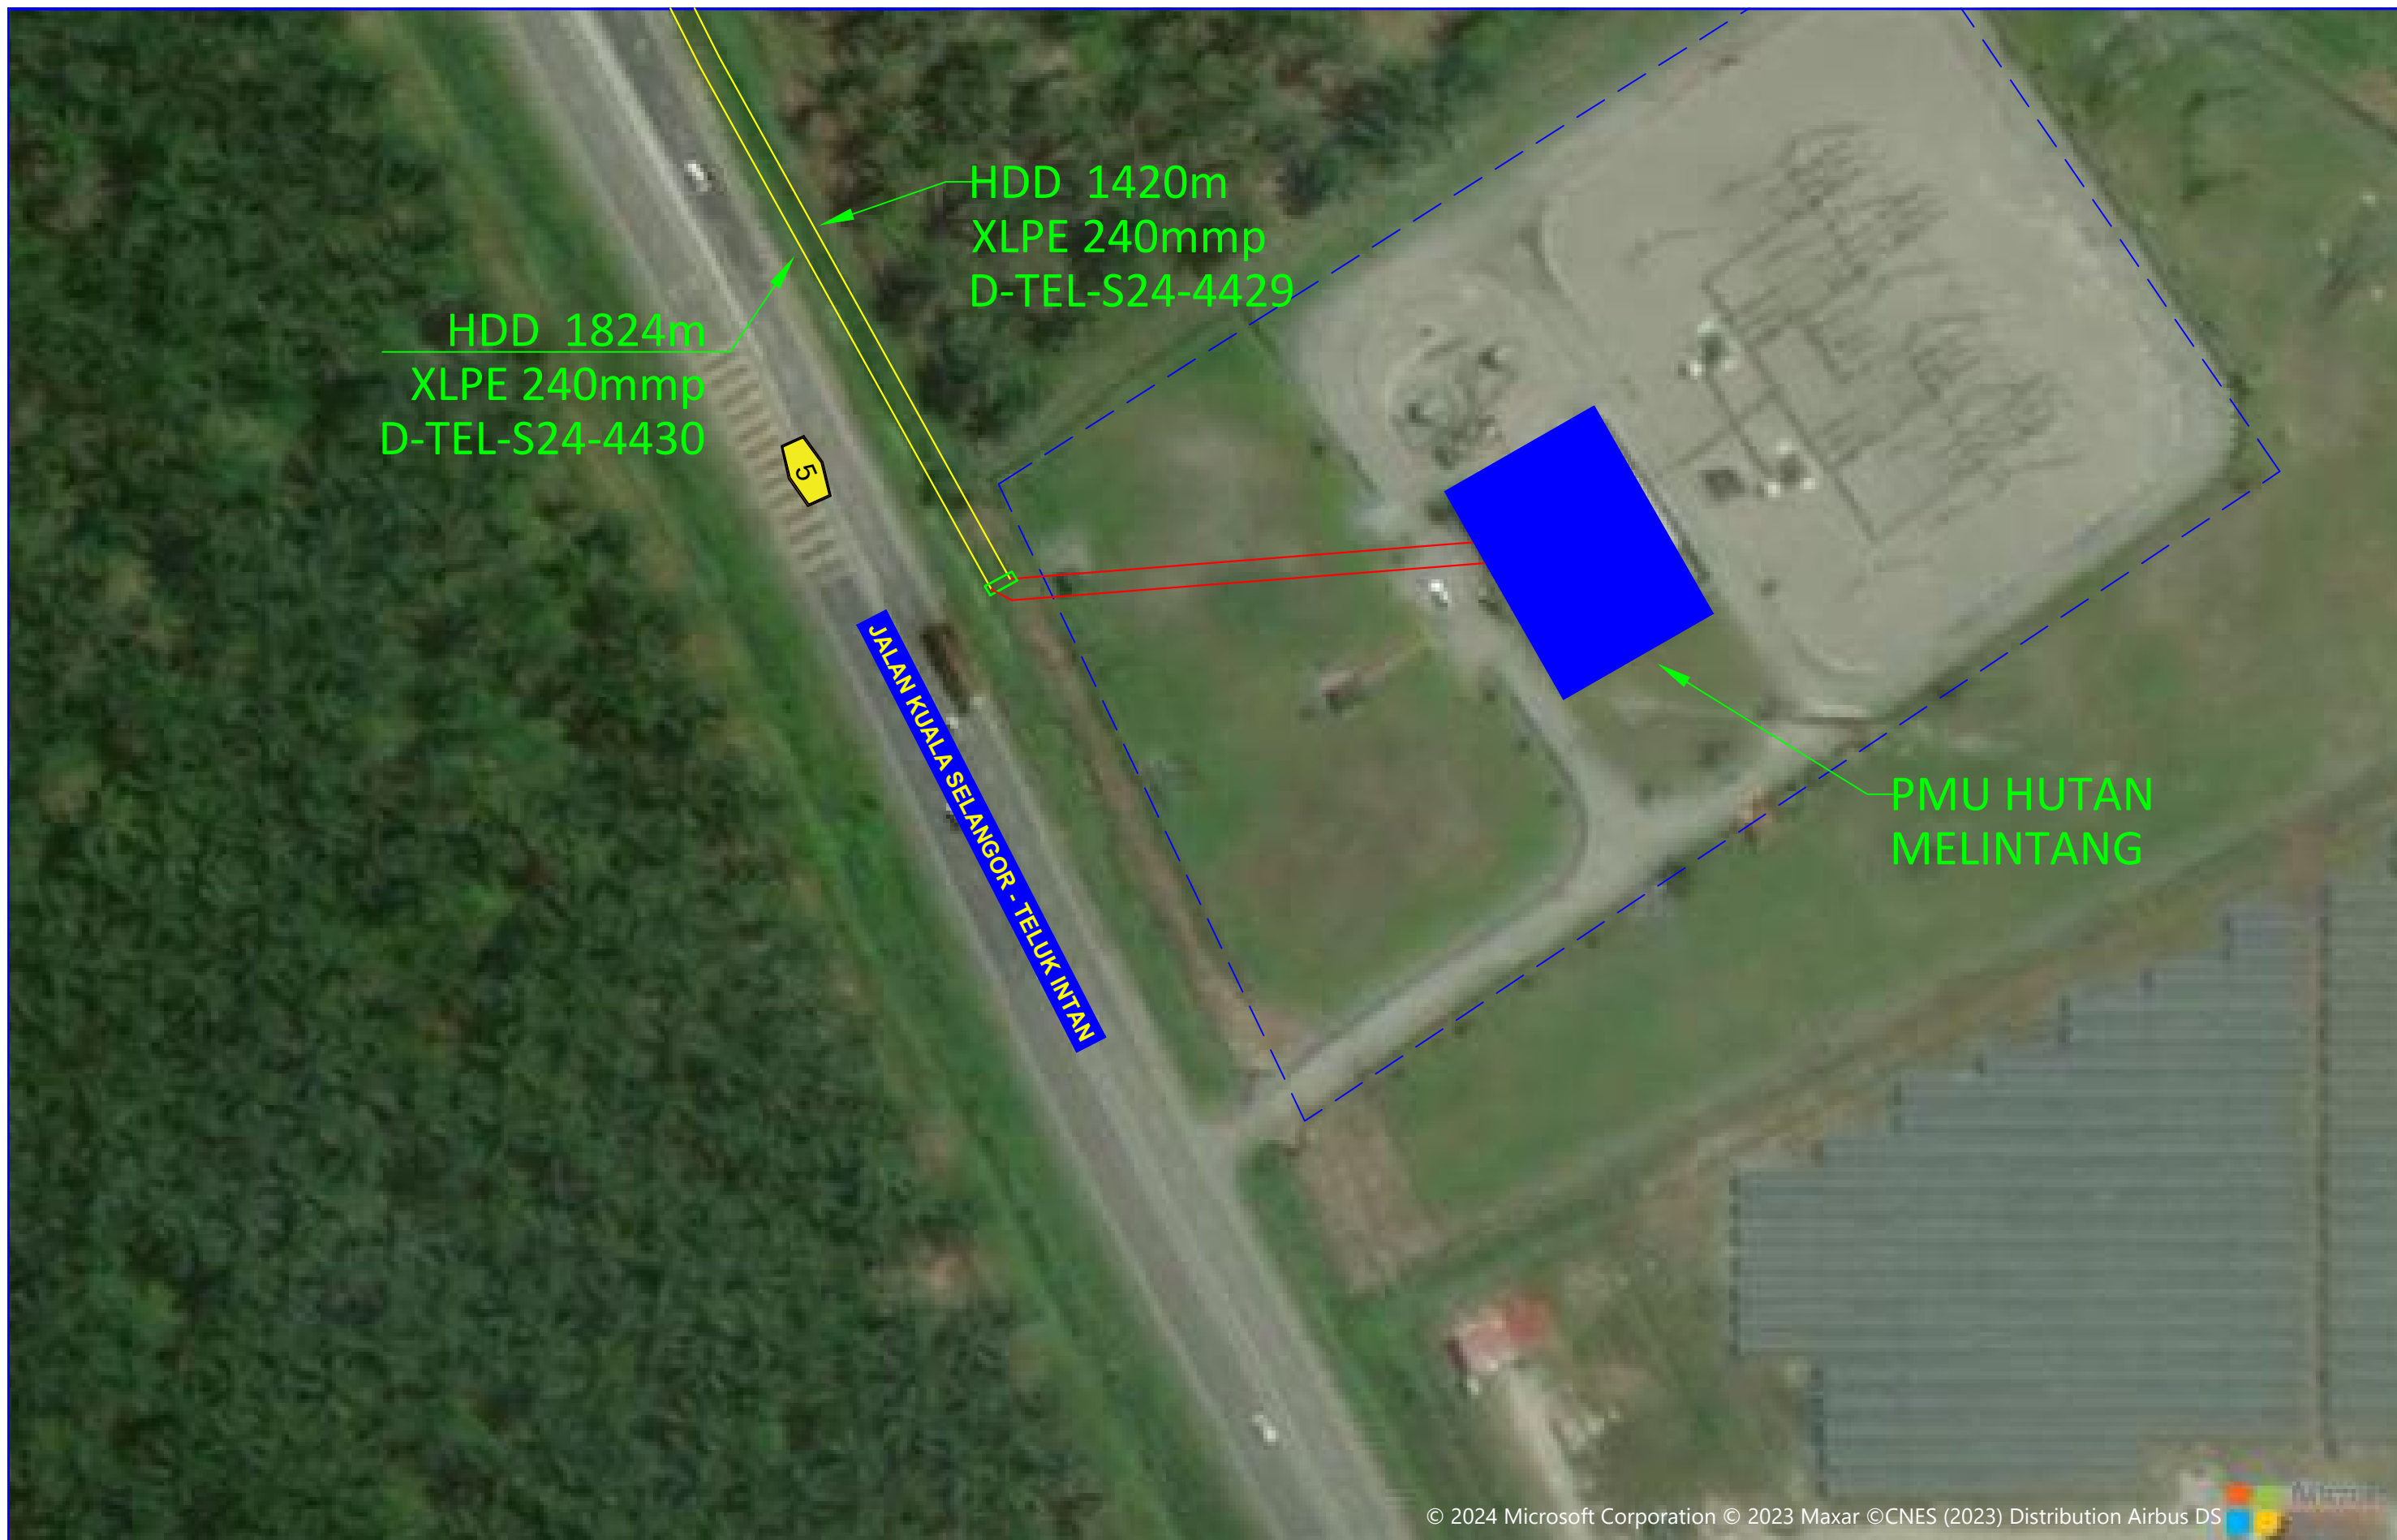 HDD 1420m
XLPE 240mmp
D-TEL-S24-4429
HDD 1824m
XLPE 240mmp
D-TEL-S24-4430
5
JALAN KUALA SELANGOR - TELUK INTAN
PMU HUTAN
MELINTANG
© 2024 Microsoft Corporation © 2023 Maxar ©CNES (2023) Distribution Airbus DS